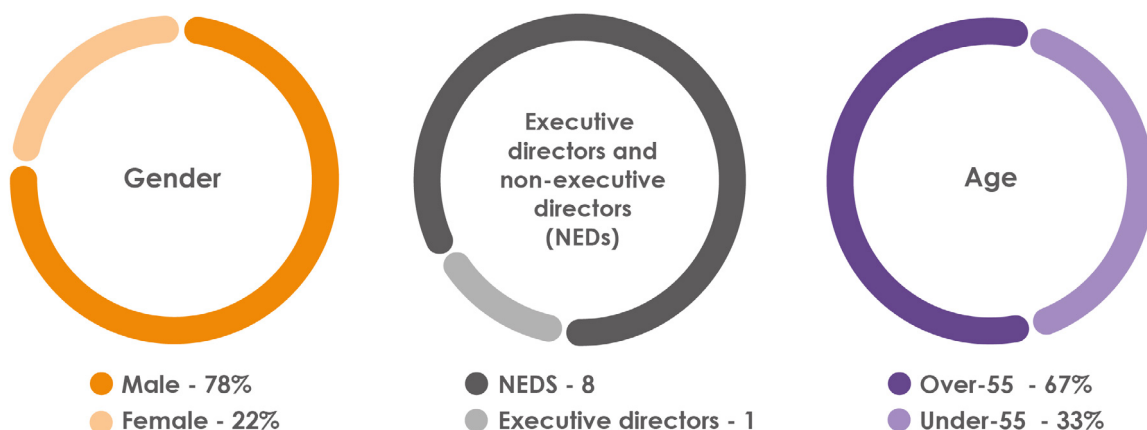 Gender
Male - 78%
Female - 22%
Executive
directors and
non-executive
directors
(NEDs)
NEDS - 8
Executive directors - 1
Age
Over-55 - 67%
Under-55 - 33%